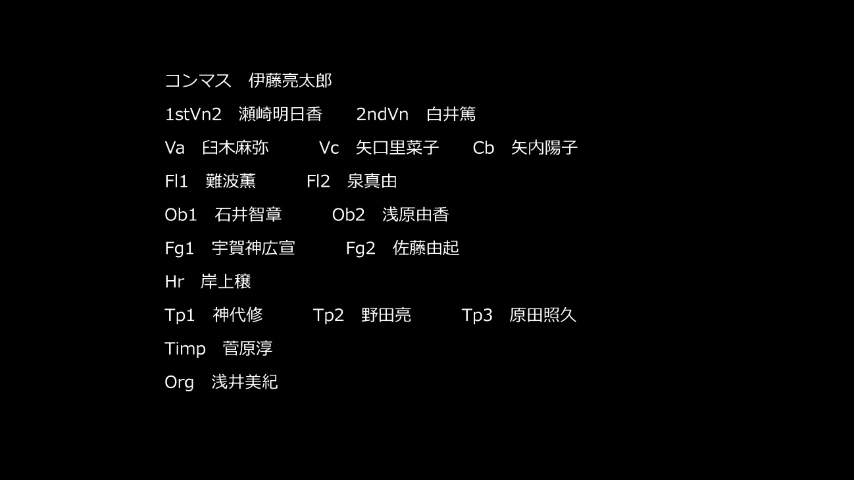 コンマス　伊藤亮太郎
1stVn2　瀬崎明日香　　2ndVn　白井篤
Va　臼木麻弥　　　Vc　矢口里菜子　　Cb　矢内陽子
Fl1　難波薫　　　Fl2　泉真由
Ob1　石井智章　　　Ob2　浅原由香
Fg1　宇賀神広宣　　　Fg2　佐藤由起
Hr　岸上穣
Tp1　神代修　　　Tp2　野田亮　　　Tp3　原田照久
Timp　菅原淳
Org　浅井美紀